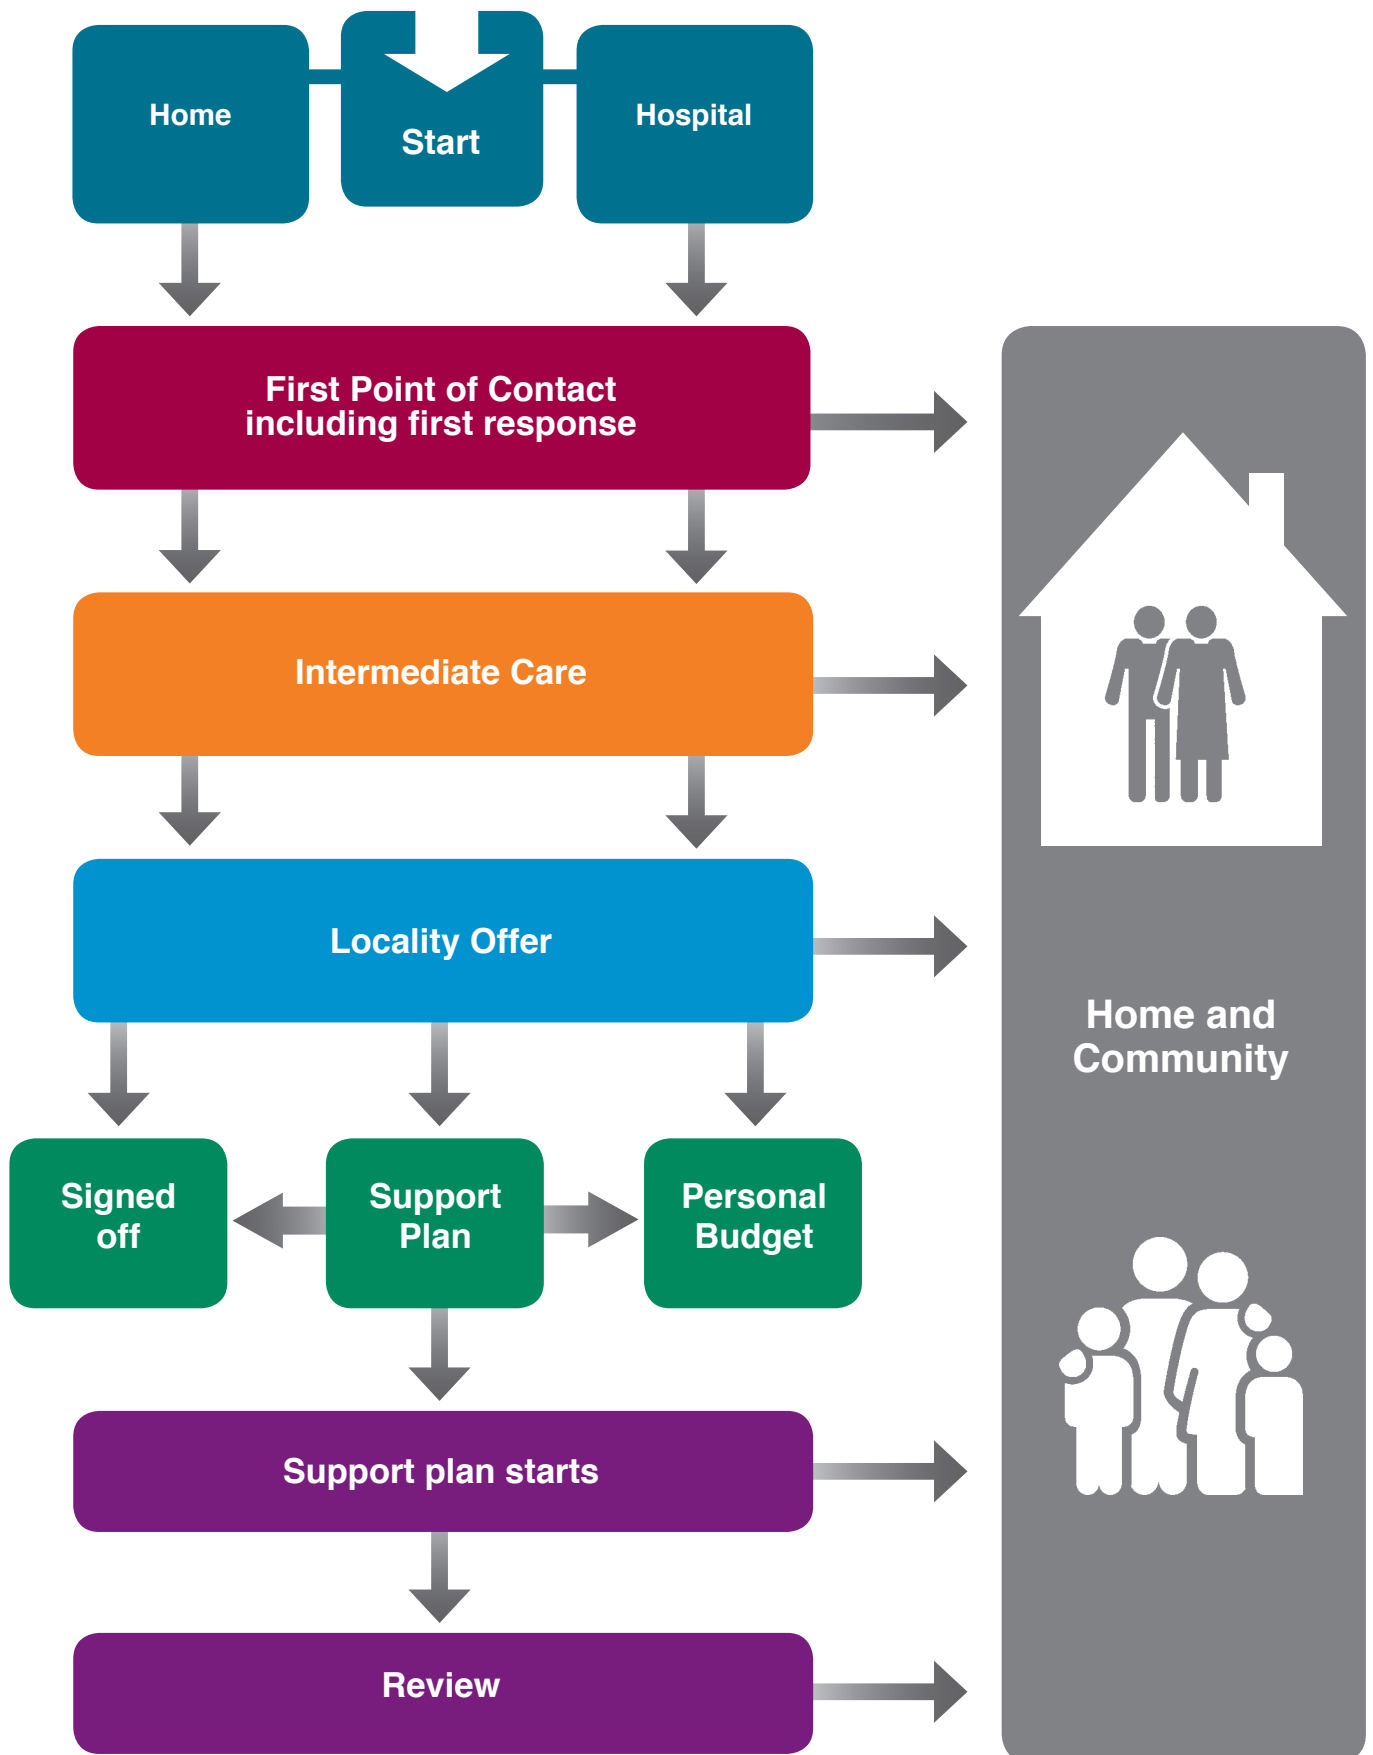 Home
Start
Hospital
First Point of Contact
including first response
Intermediate Care
Locality Offer
Home and
Community
Signed
off
Support
Plan
Personal
Budget
Support plan starts
Review